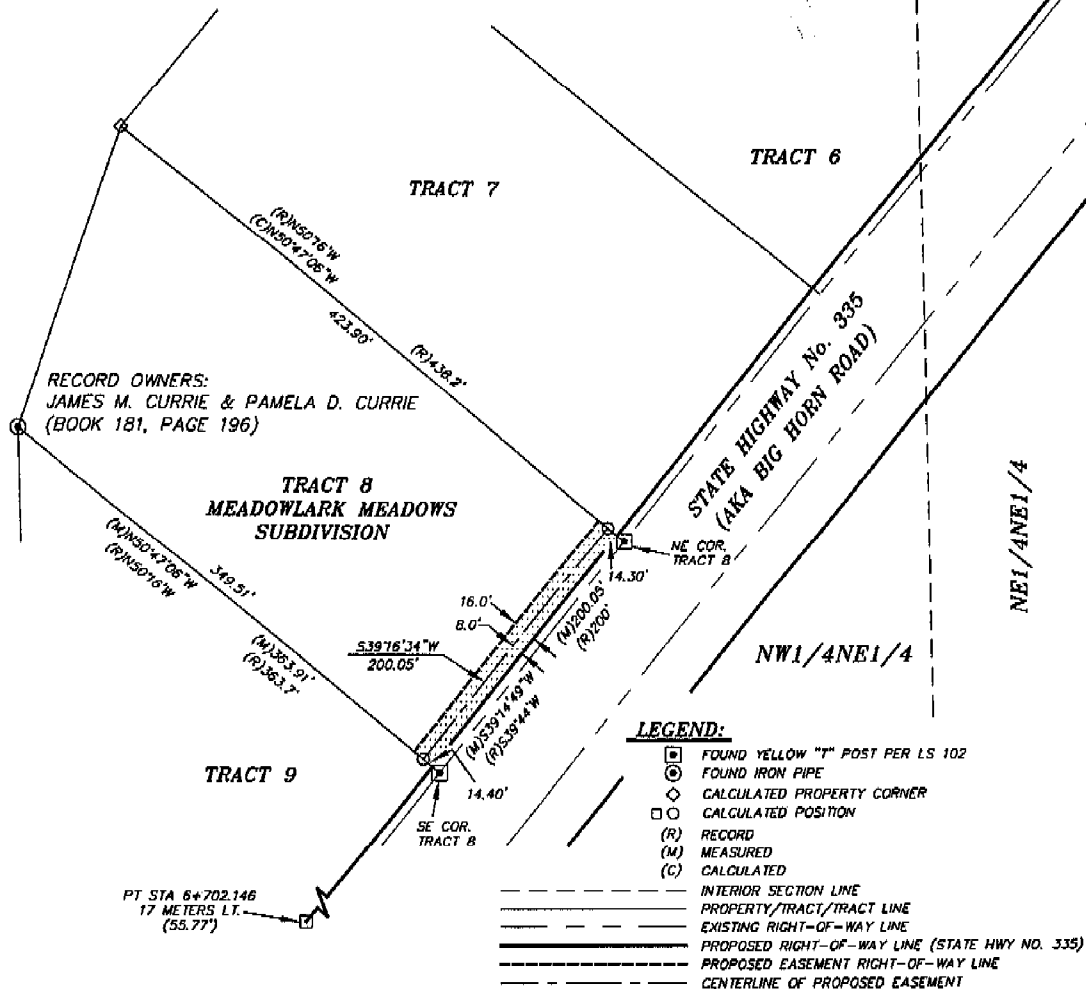 TRACT 6
TRACT 7
(R)N50°16'W
(C)N50°47'06"W
423.90'
(R)438.2'
STATE HIGHWAY No. 335
(AKA BIG HORN ROAD)
RECORD OWNERS:
JAMES M. CURRIE & PAMELA D. CURRIE
(BOOK 181, PAGE 196)
TRACT 8
MEADOWLARK MEADOWS
SUBDIVISION
(M)N50°47'06"W
(R)N50°16'W
349.51'
(M)363.91'
(R)363.7'
NE COR.
TRACT 8
14.30'
16.0'
8.0'
S39°16'34"W
200.05'
(M)200.05'
(R)200'
(M)S39°14'49"W
(R)S39°44'W
NE1/4NE1/4
NW1/4NE1/4
TRACT 9
14.40'
SE COR.
TRACT 8
PT STA 6+702.146
17 METERS LT.
(55.77')
LEGEND:
FOUND YELLOW "T" POST PER LS 102
FOUND IRON PIPE
CALCULATED PROPERTY CORNER
CALCULATED POSITION
(R) RECORD
(M) MEASURED
(C) CALCULATED
INTERIOR SECTION LINE
PROPERTY/TRACT/TRACT LINE
EXISTING RIGHT-OF-WAY LINE
PROPOSED RIGHT-OF-WAY LINE (STATE HWY NO. 335)
PROPOSED EASEMENT RIGHT-OF-WAY LINE
CENTERLINE OF PROPOSED EASEMENT